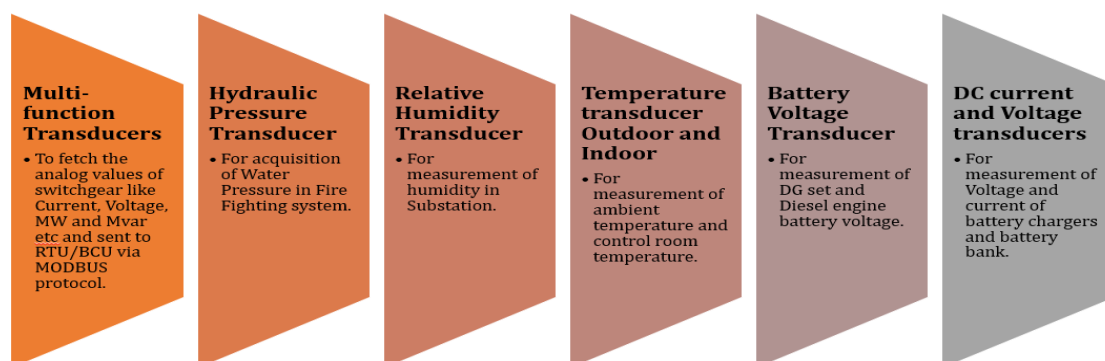 Multi-
function
Transducers
• To fetch the
analog values of
switchgear like
Current, Voltage,
MW and Mvar
etc and sent to
RTU/BCU via
MODBUS
protocol.
Hydraulic
Pressure
Transducer
• For acquisition
of Water
Pressure in Fire
Fighting system.
Relative
Humidity
Transducer
• For
measurement of
humidity in
Substation.
Temperature
transducer
Outdoor and
Indoor
• For
measurement of
ambient
temperature and
control room
temperature.
Battery
Voltage
Transducer
• For
measurement of
DG set and
Diesel engine
battery voltage.
DC current
and Voltage
transducers
• For
measurement of
Voltage and
current of
battery chargers
and battery
bank.